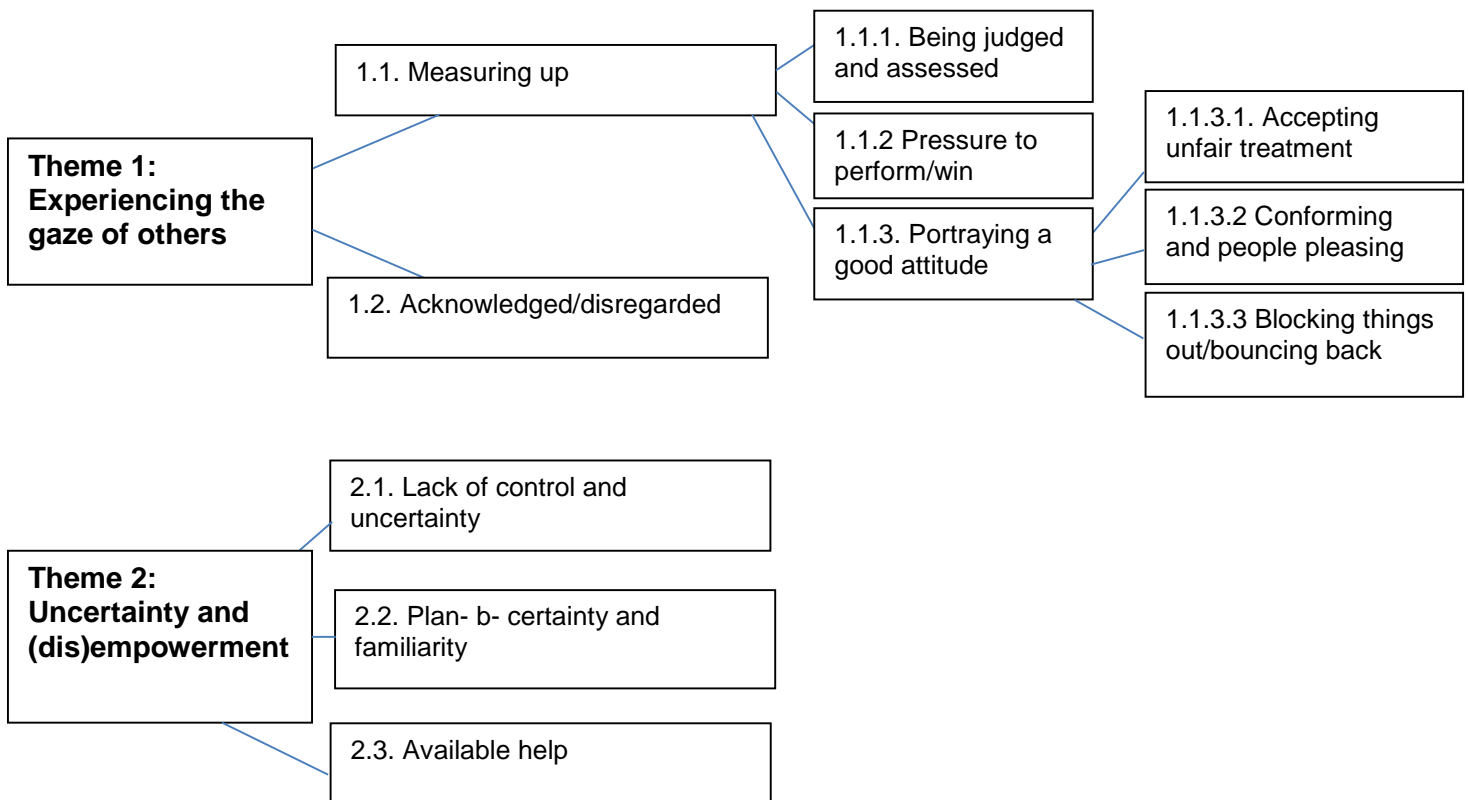 Theme 1:
Experiencing the
gaze of others
1.1. Measuring up
1.1.1. Being judged
and assessed
1.1.2 Pressure to
perform/win
1.1.3. Portraying a
good attitude
1.1.3.1. Accepting
unfair treatment
1.1.3.2 Conforming
and people pleasing
1.1.3.3 Blocking things
out/bouncing back
1.2. Acknowledged/disregarded
Theme 2:
Uncertainty and
(dis)empowerment
2.1. Lack of control and
uncertainty
2.2. Plan- b- certainty and
familiarity
2.3. Available help